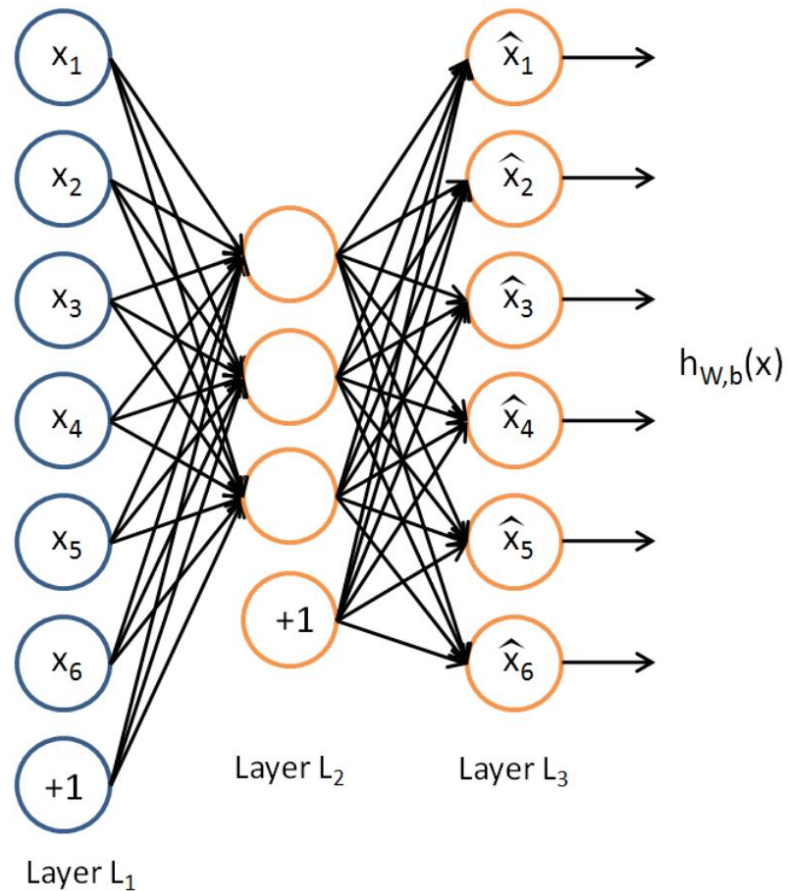 x₁
x₂
x₃
x₄
x₅
x₆
+1
Layer L₁
+1
Layer L₂
x̂₁
x̂₂
x̂₃
x̂₄
x̂₅
x̂₆
Layer L₃
h_{W,b}(x)